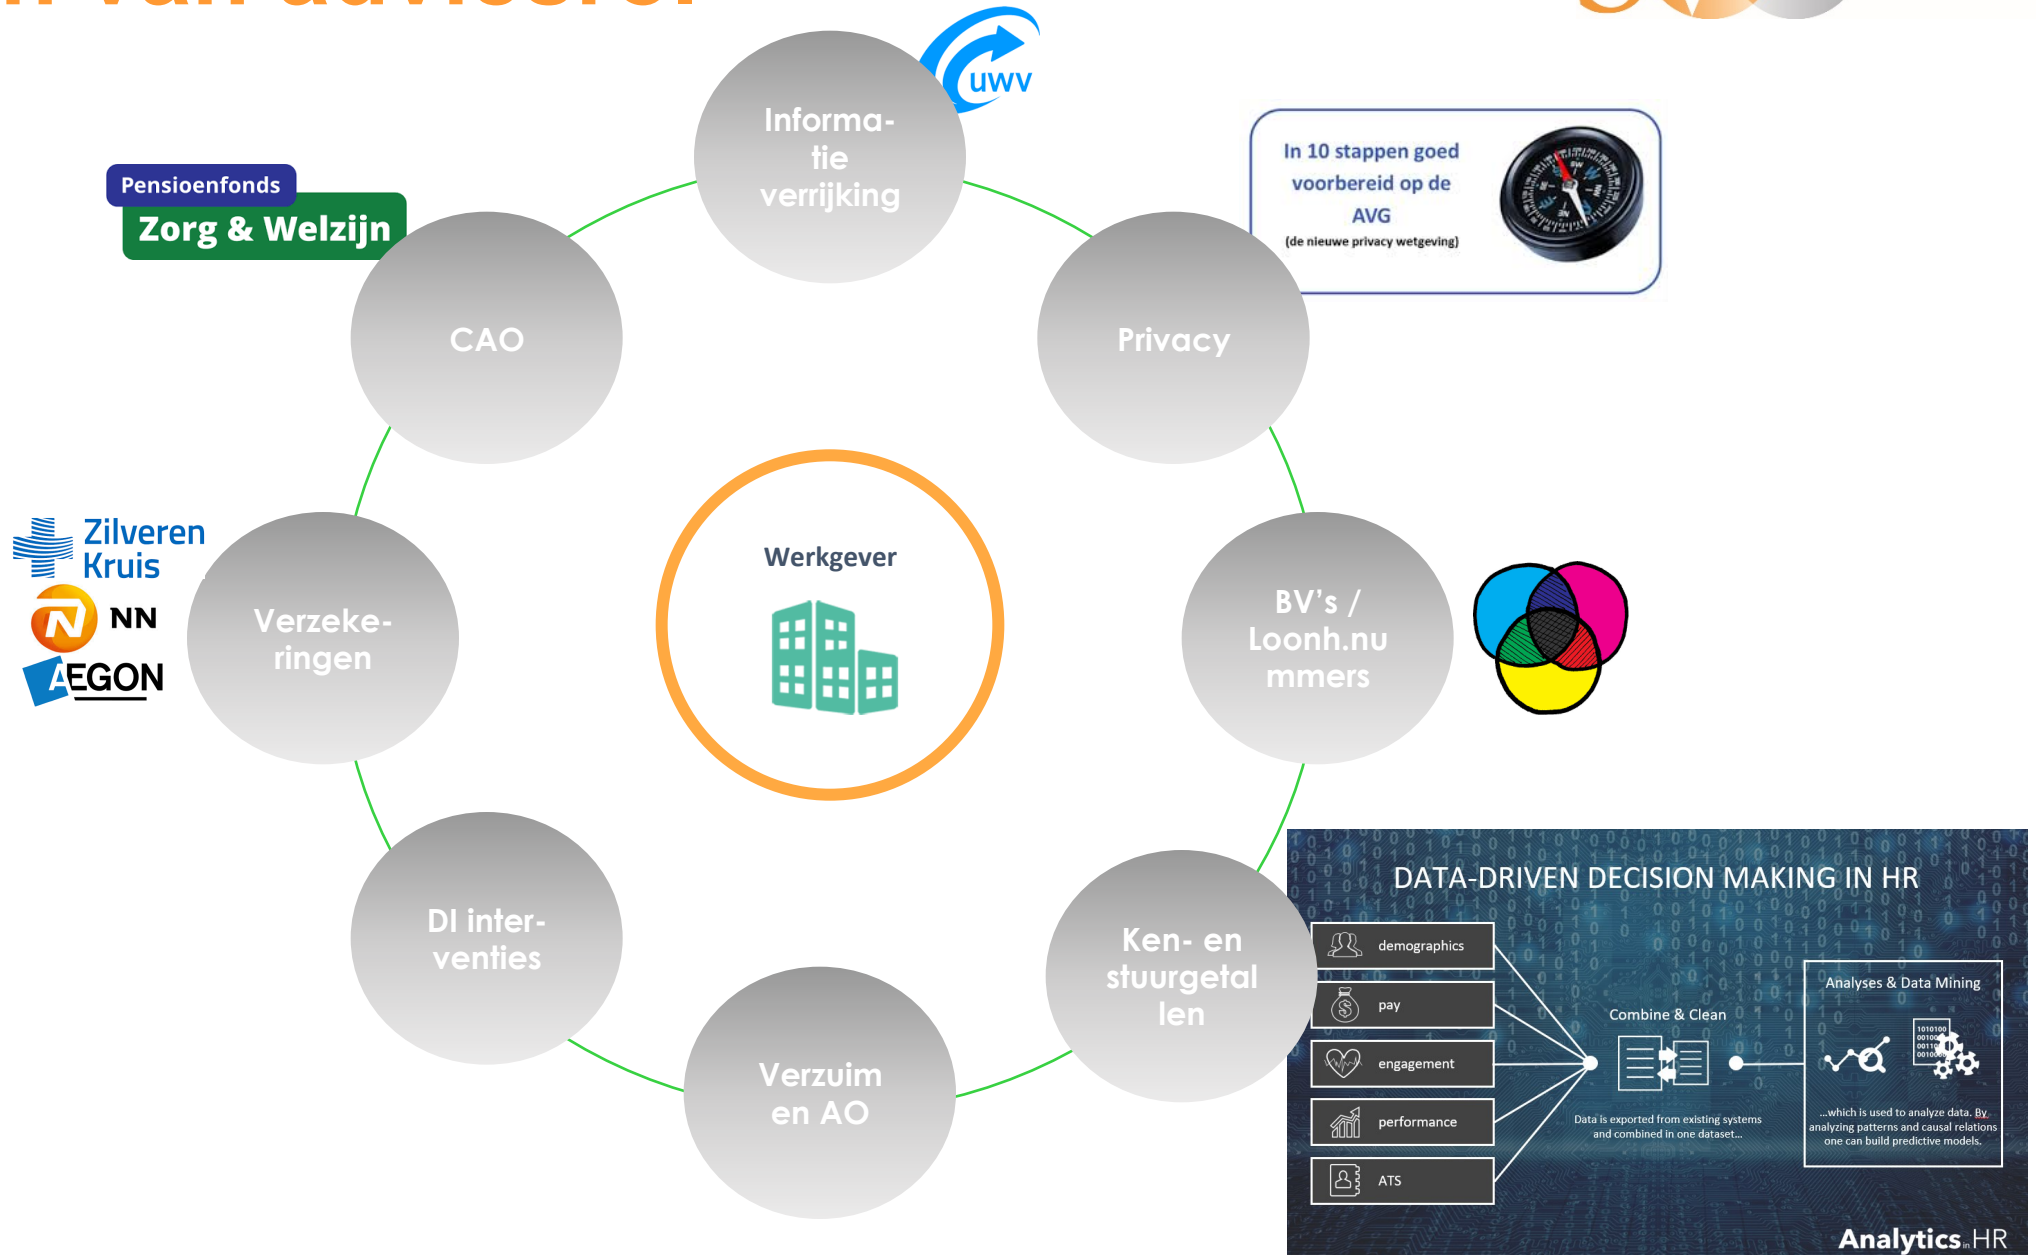 uwv
Informa-
tie
verrijking
In 10 stappen goed
voorbereid op de
AVG
(de nieuwe privacy wetgeving)
Pensioenfonds
Zorg & Welzijn
CAO
Privacy
Zilveren
Kruis
NN
AEGON
Verzeke-
ringen
Werkgever
BV's /
Loonh.nu
mmers
DI inter-
venties
Verzuim
en AO
Ken- en
stuurgetal
len
DATA-DRIVEN DECISION MAKING IN HR
demographics
pay
engagement
performance
ATS
Combine & Clean
Data is exported from existing systems
and combined in one dataset...
Analyses & Data Mining
...which is used to analyze data. By
analyzing patterns and causal relations
one can build predictive models.
Analytics in HR